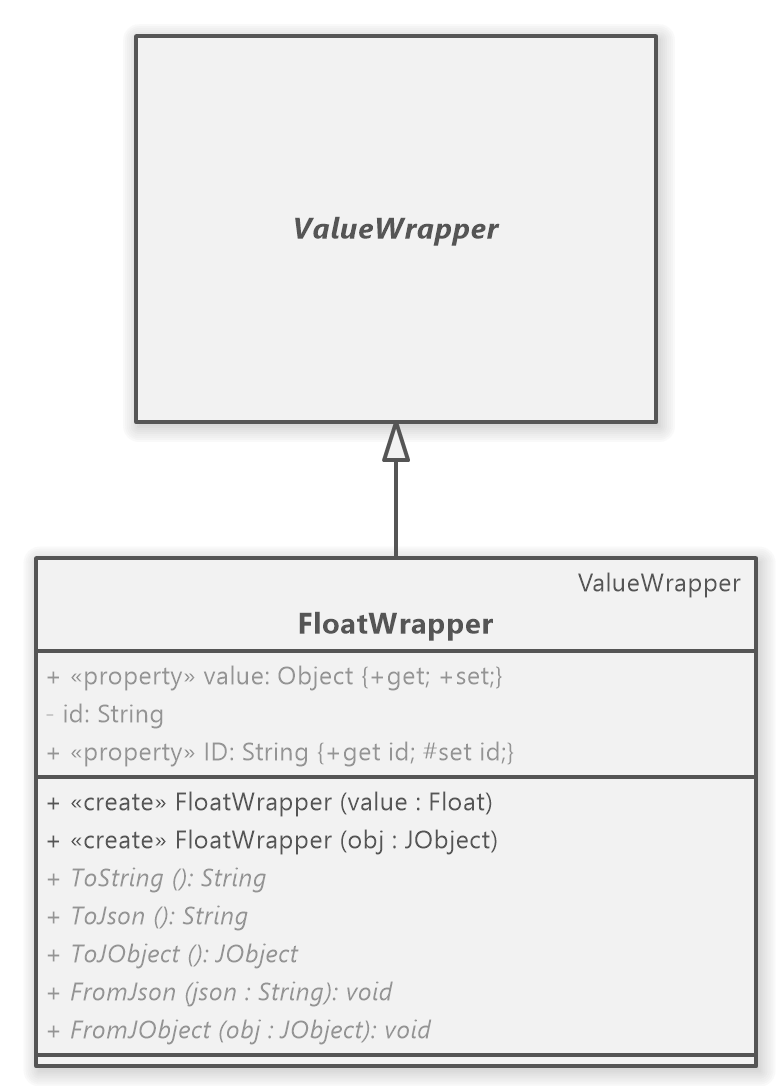 ValueWrapper
ValueWrapper
FloatWrapper
+ «property» value: Object {+get; +set;}
- id: String
+ «property» ID: String {+get id; #set id;}
+ «create» FloatWrapper (value : Float)
+ «create» FloatWrapper (obj : JObject)
+ ToString (): String
+ ToJson (): String
+ ToJObject (): JObject
+ FromJson (json : String): void
+ FromJObject (obj : JObject): void